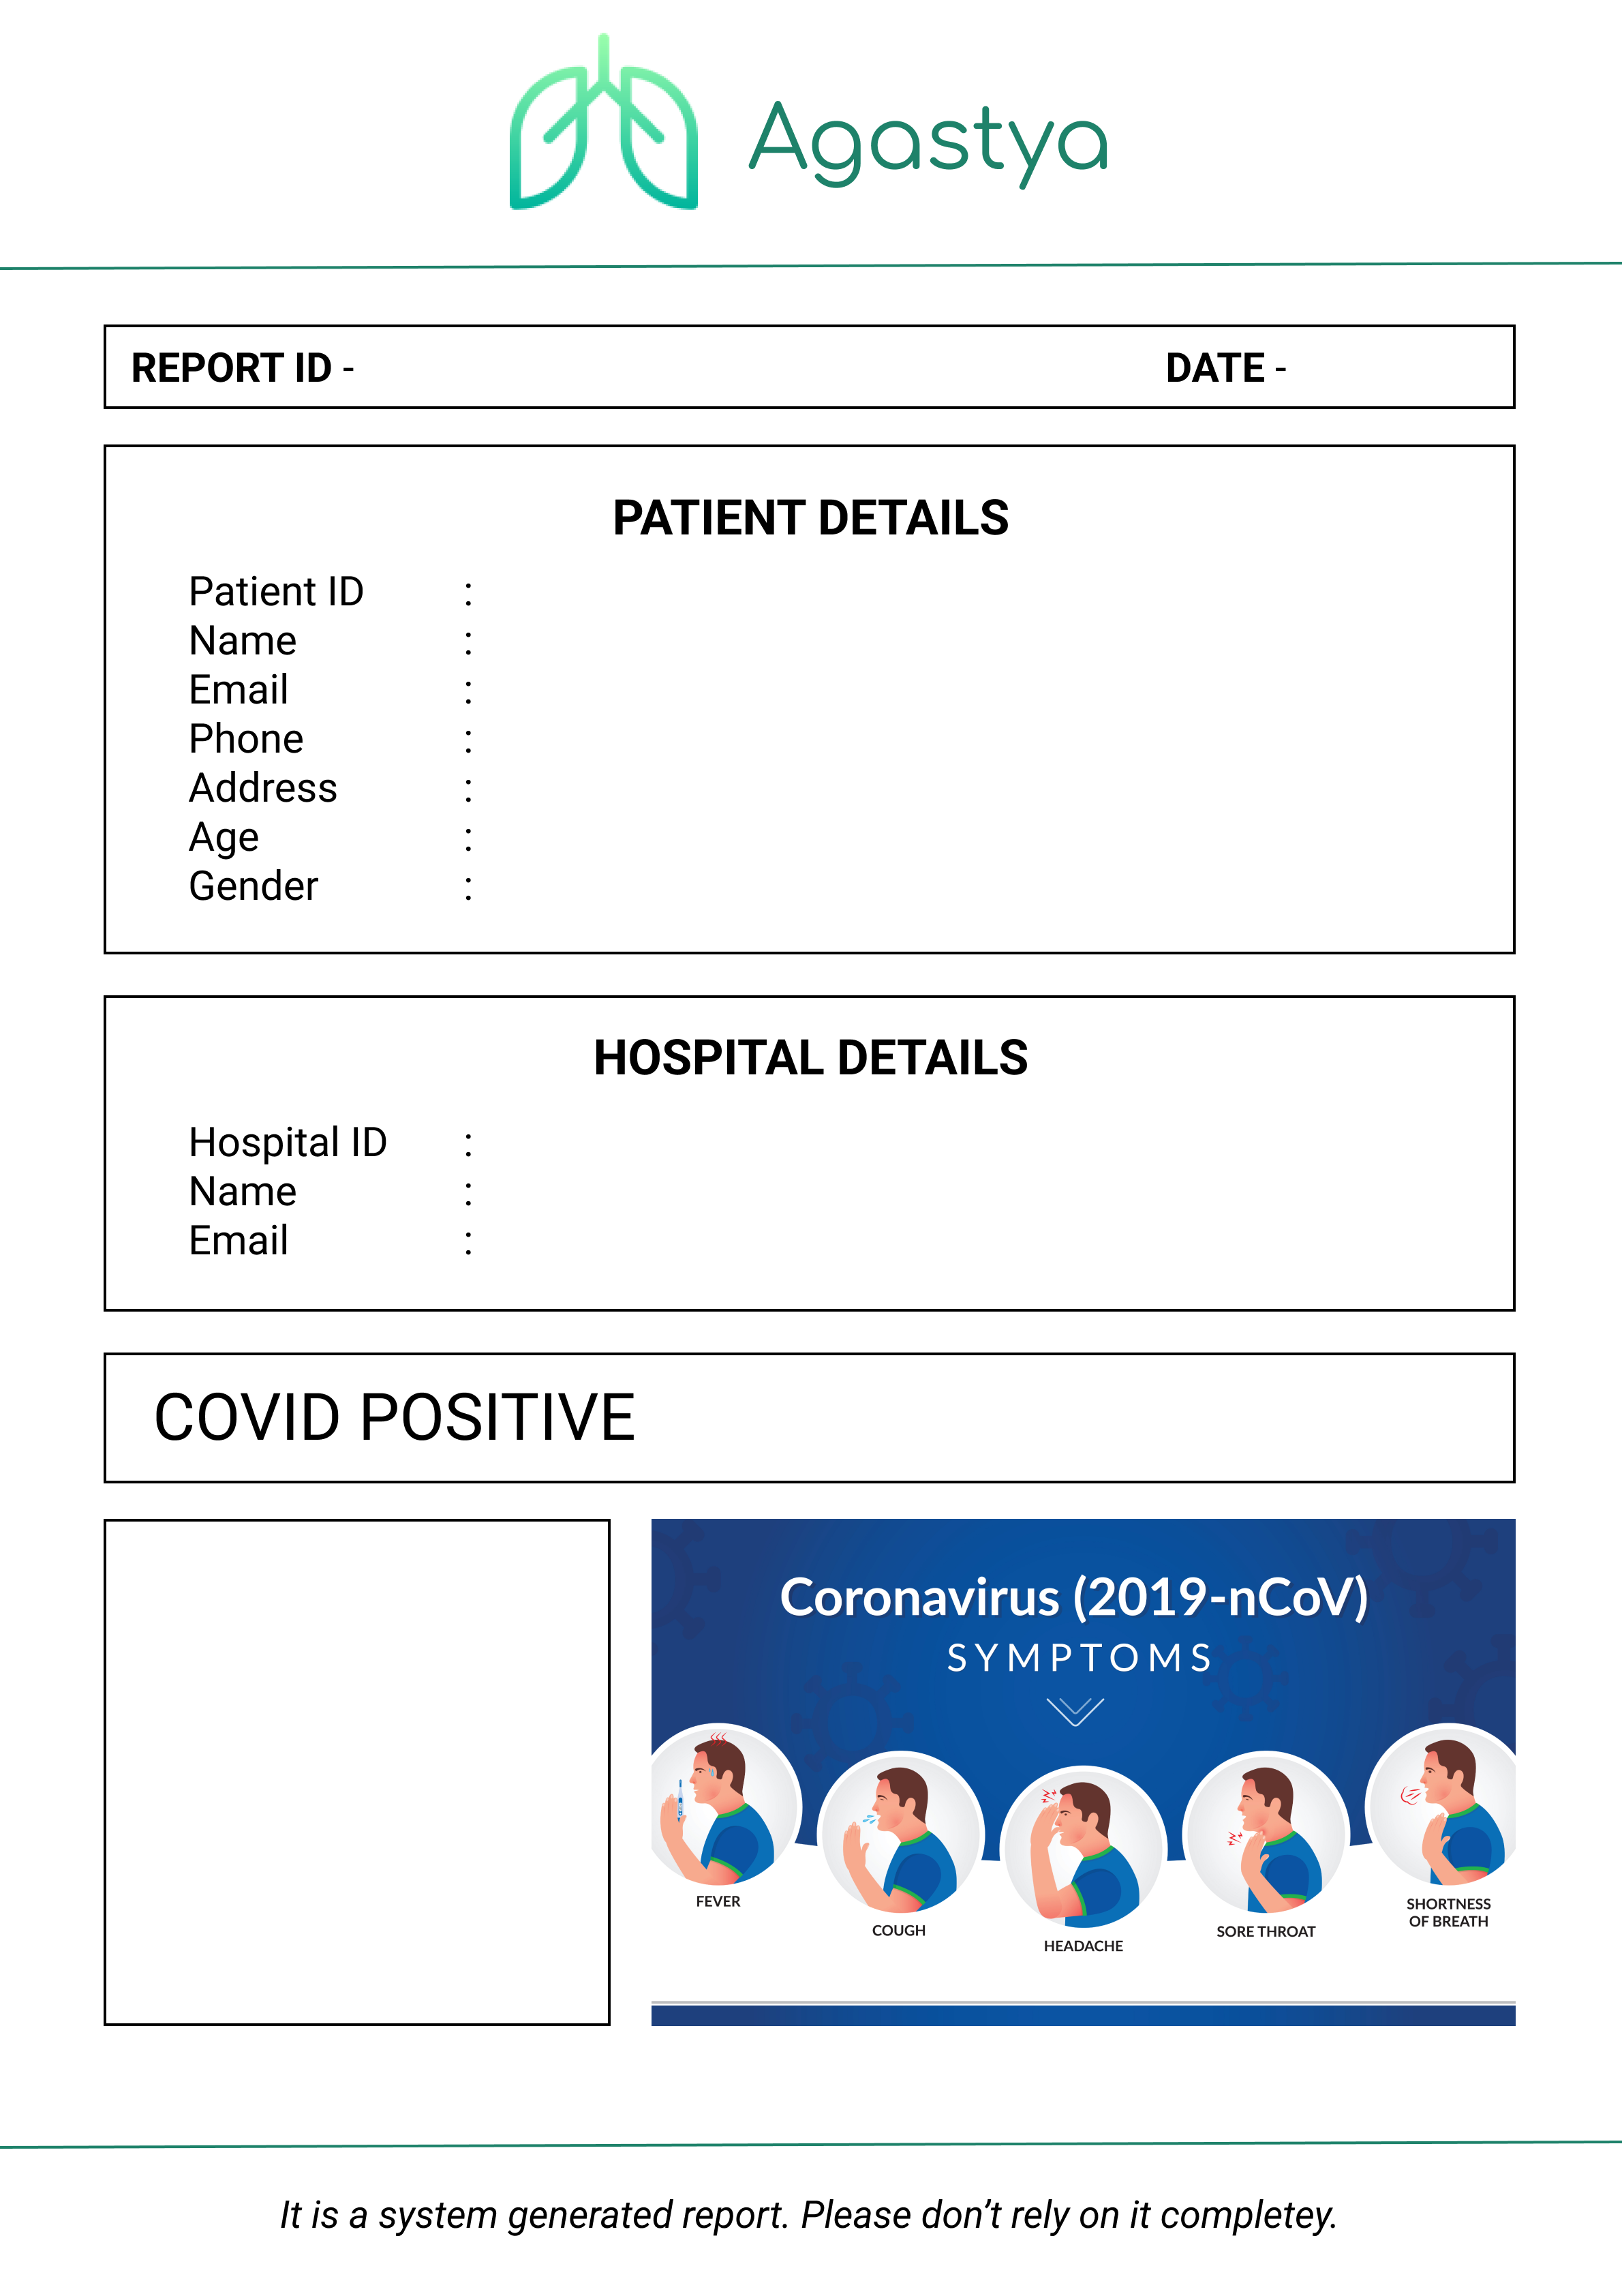 Agastya
REPORT ID - DATE -
PATIENT DETAILS
Patient ID :
Name :
Email :
Phone :
Address :
Age :
Gender :
HOSPITAL DETAILS
Hospital ID :
Name :
Email :
COVID POSITIVE
Coronavirus (2019-nCoV)
SYMPTOMS
FEVER
COUGH
HEADACHE
SORE THROAT
SHORTNESS
OF BREATH
It is a system generated report. Please don’t rely on it completey.